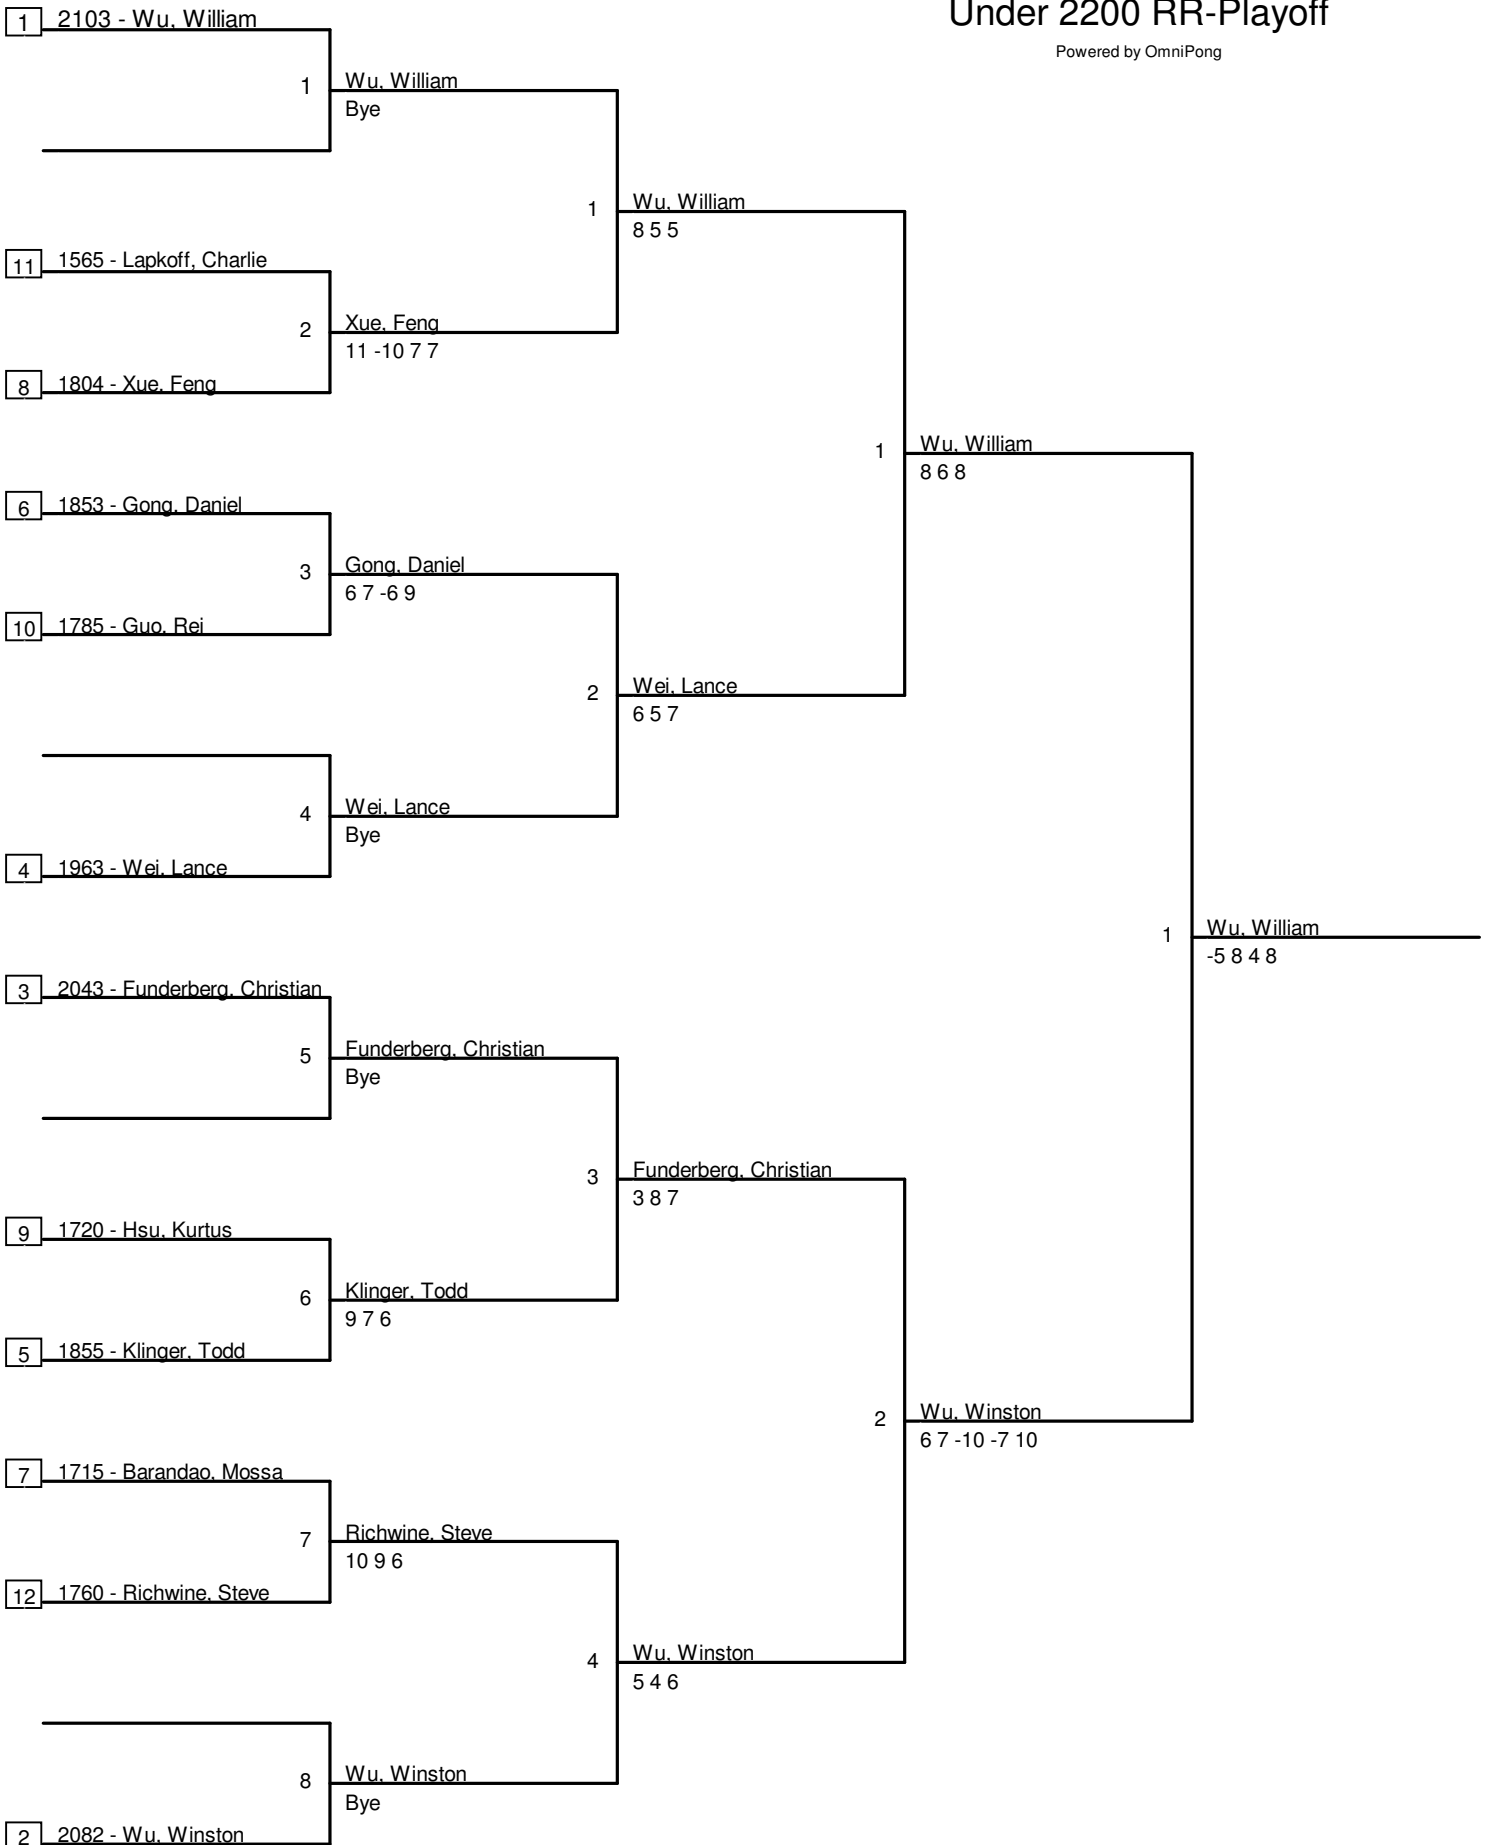 Under 2200 RR-Playoff
Powered by OmniPong
1 2103 - Wu, William
1 Wu, William
Bye
1 Wu, William
8 5 5
11 1565 - Lapkoff, Charlie
2 Xue, Feng
11 -10 7 7
8 1804 - Xue, Feng
1 Wu, William
8 6 8
6 1853 - Gong, Daniel
3 Gong, Daniel
6 7 -6 9
10 1785 - Guo, Rei
2 Wei, Lance
6 5 7
4 Wei, Lance
Bye
4 1963 - Wei, Lance
1 Wu, William
-5 8 4 8
3 2043 - Funderberg, Christian
5 Funderberg, Christian
Bye
3 Funderberg, Christian
3 8 7
9 1720 - Hsu, Kurtus
6 Klinger, Todd
9 7 6
5 1855 - Klinger, Todd
2 Wu, Winston
6 7 -10 -7 10
7 1715 - Barandao, Mossa
7 Richwine, Steve
10 9 6
12 1760 - Richwine, Steve
4 Wu, Winston
5 4 6
8 Wu, Winston
Bye
2 2082 - Wu, Winston